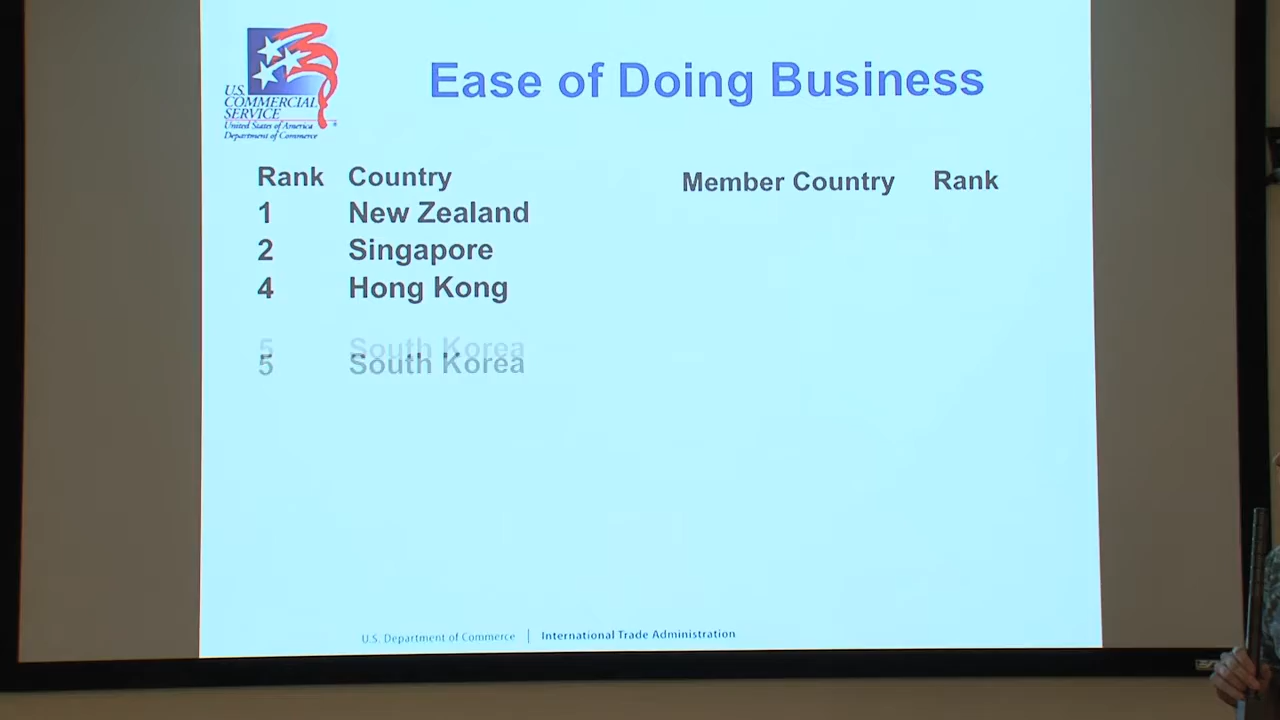 U.S.
COMMERCIAL
SERVICE
United States of America
Department of Commerce
Ease of Doing Business
Rank Country
Member Country Rank
1 New Zealand
2 Singapore
4 Hong Kong
5 South Korea
5 South Korea
U.S. Department of Commerce | International Trade Administration